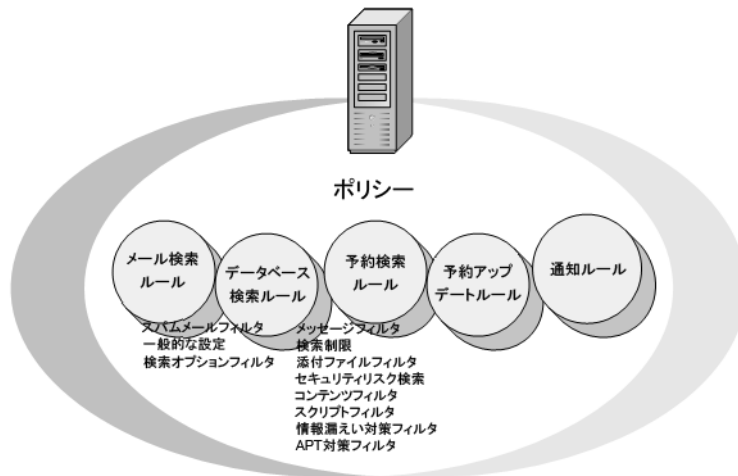 ポリシー
メール検索
ルール
データベース
検索ルール
予約検索
ルール
予約アップ
デートルール
通知ルール
スパムメールフィルタ
一般的な設定
検索オプションフィルタ
メッセージフィルタ
検索制限
添付ファイルフィルタ
セキュリティリスク検索
コンテンツフィルタ
スクリプトフィルタ
情報漏えい対策フィルタ
APT対策フィルタ